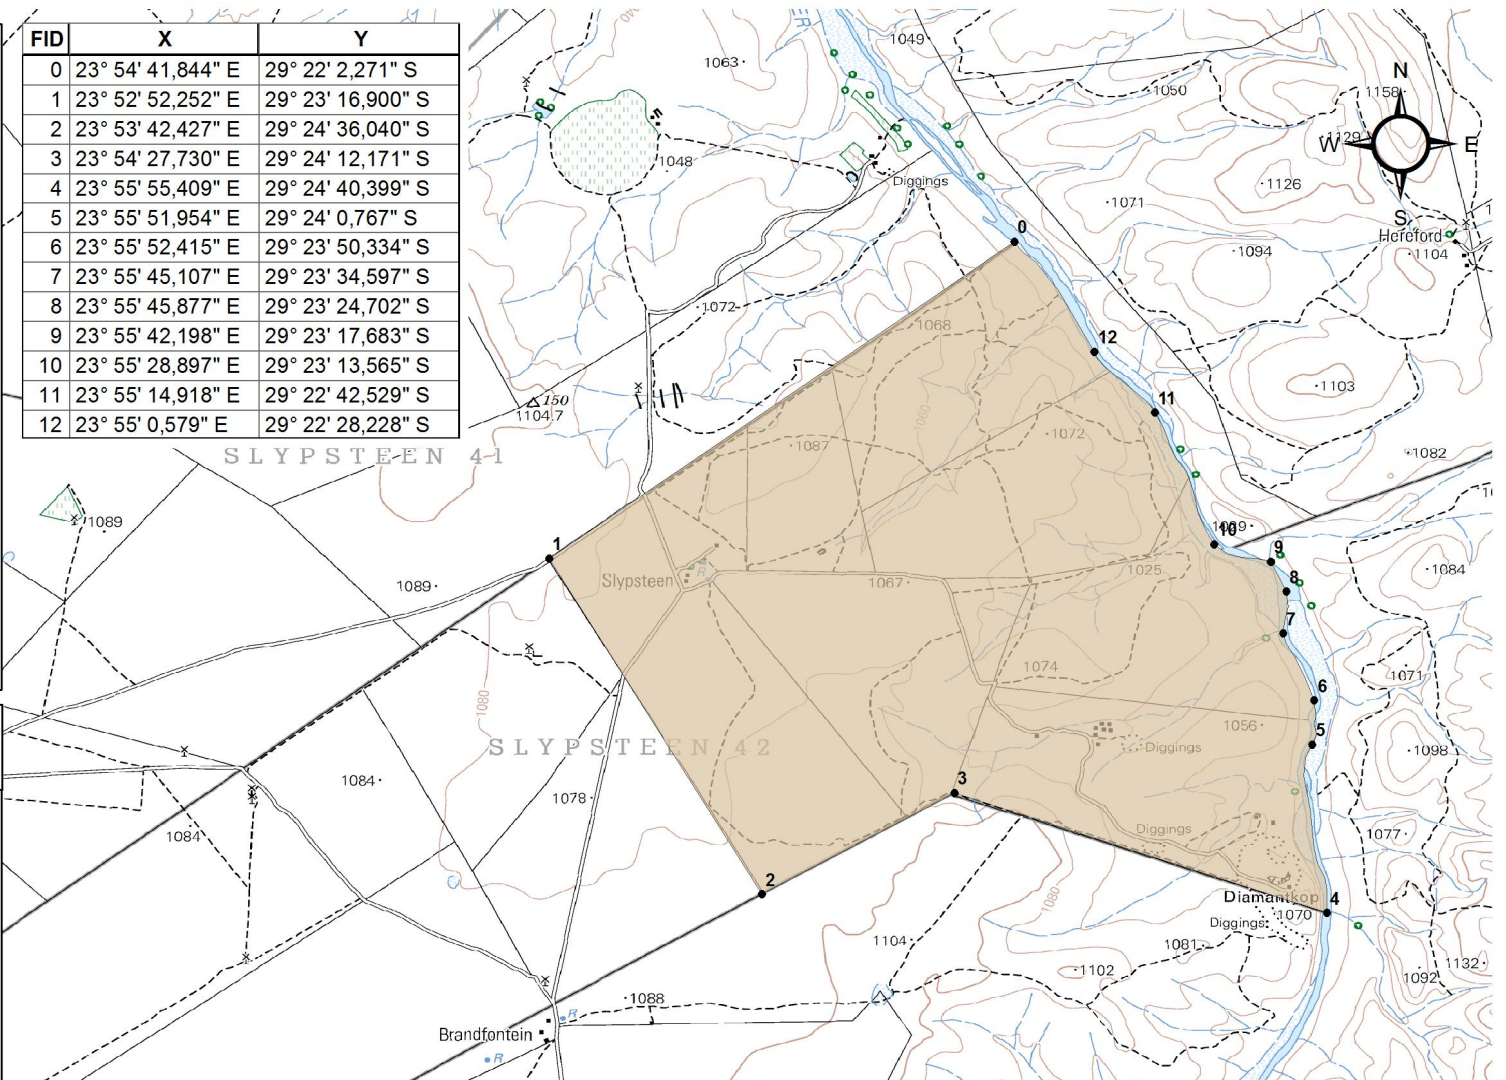 FID X Y
0 23° 54' 41,844" E 29° 22' 2,271" S
1 23° 52' 52,252" E 29° 23' 16,900" S
2 23° 53' 42,427" E 29° 24' 36,040" S
3 23° 54' 27,730" E 29° 24' 12,171" S
4 23° 55' 55,409" E 29° 24' 40,399" S
5 23° 55' 51,954" E 29° 24' 0,767" S
6 23° 55' 52,415" E 29° 23' 50,334" S
7 23° 55' 45,107" E 29° 23' 34,597" S
8 23° 55' 45,877" E 29° 23' 24,702" S
9 23° 55' 42,198" E 29° 23' 17,683" S
10 23° 55' 28,897" E 29° 23' 13,565" S
11 23° 55' 14,918" E 29° 22' 42,529" S
12 23° 55' 0,579" E 29° 22' 28,228" S
1049
1063
1050
1158
N
W E
S
1129
1048
Diggings
1126
1071
0
Hereford
1094
1104
1072
1068
12
1103
150
1104.7
11
1087
1072
1082
SLYPSTEEN 41
1089
10
1
9
1089
Slypsteen
R
1067
1025
8
1084
7
1074
1071
1080
6
1056
5
SLYPSTEEN 42
Diggings
1098
1084
1078
3
1084
Diggings
1077
2
1080
Diamantkop
4
1070
Diggings
1104
1081
1102
1092
1132
1088
Brandfontein
R
R